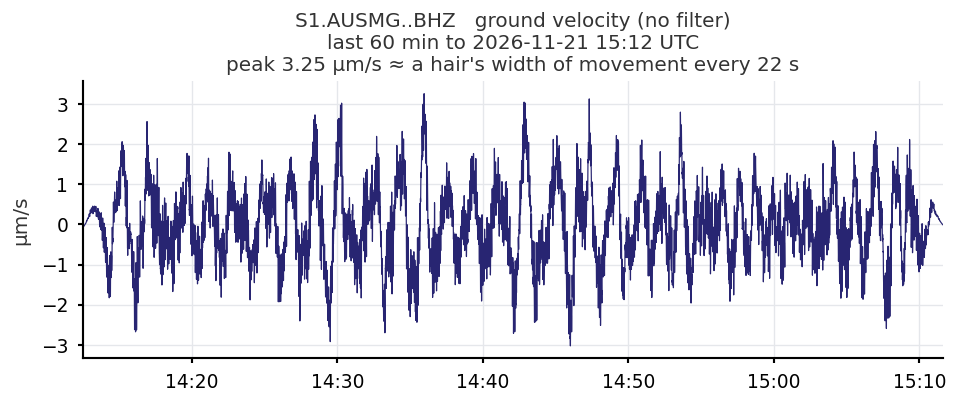 S1.AUSMG..BHZ   ground velocity (no filter)
last 60 min to 2026-11-21 15:12 UTC
peak 3.25 µm/s ≈ a hair's width of movement every 22 s
µm/s
3
2
1
0
−1
−2
−3
14:20 14:30 14:40 14:50 15:00 15:10